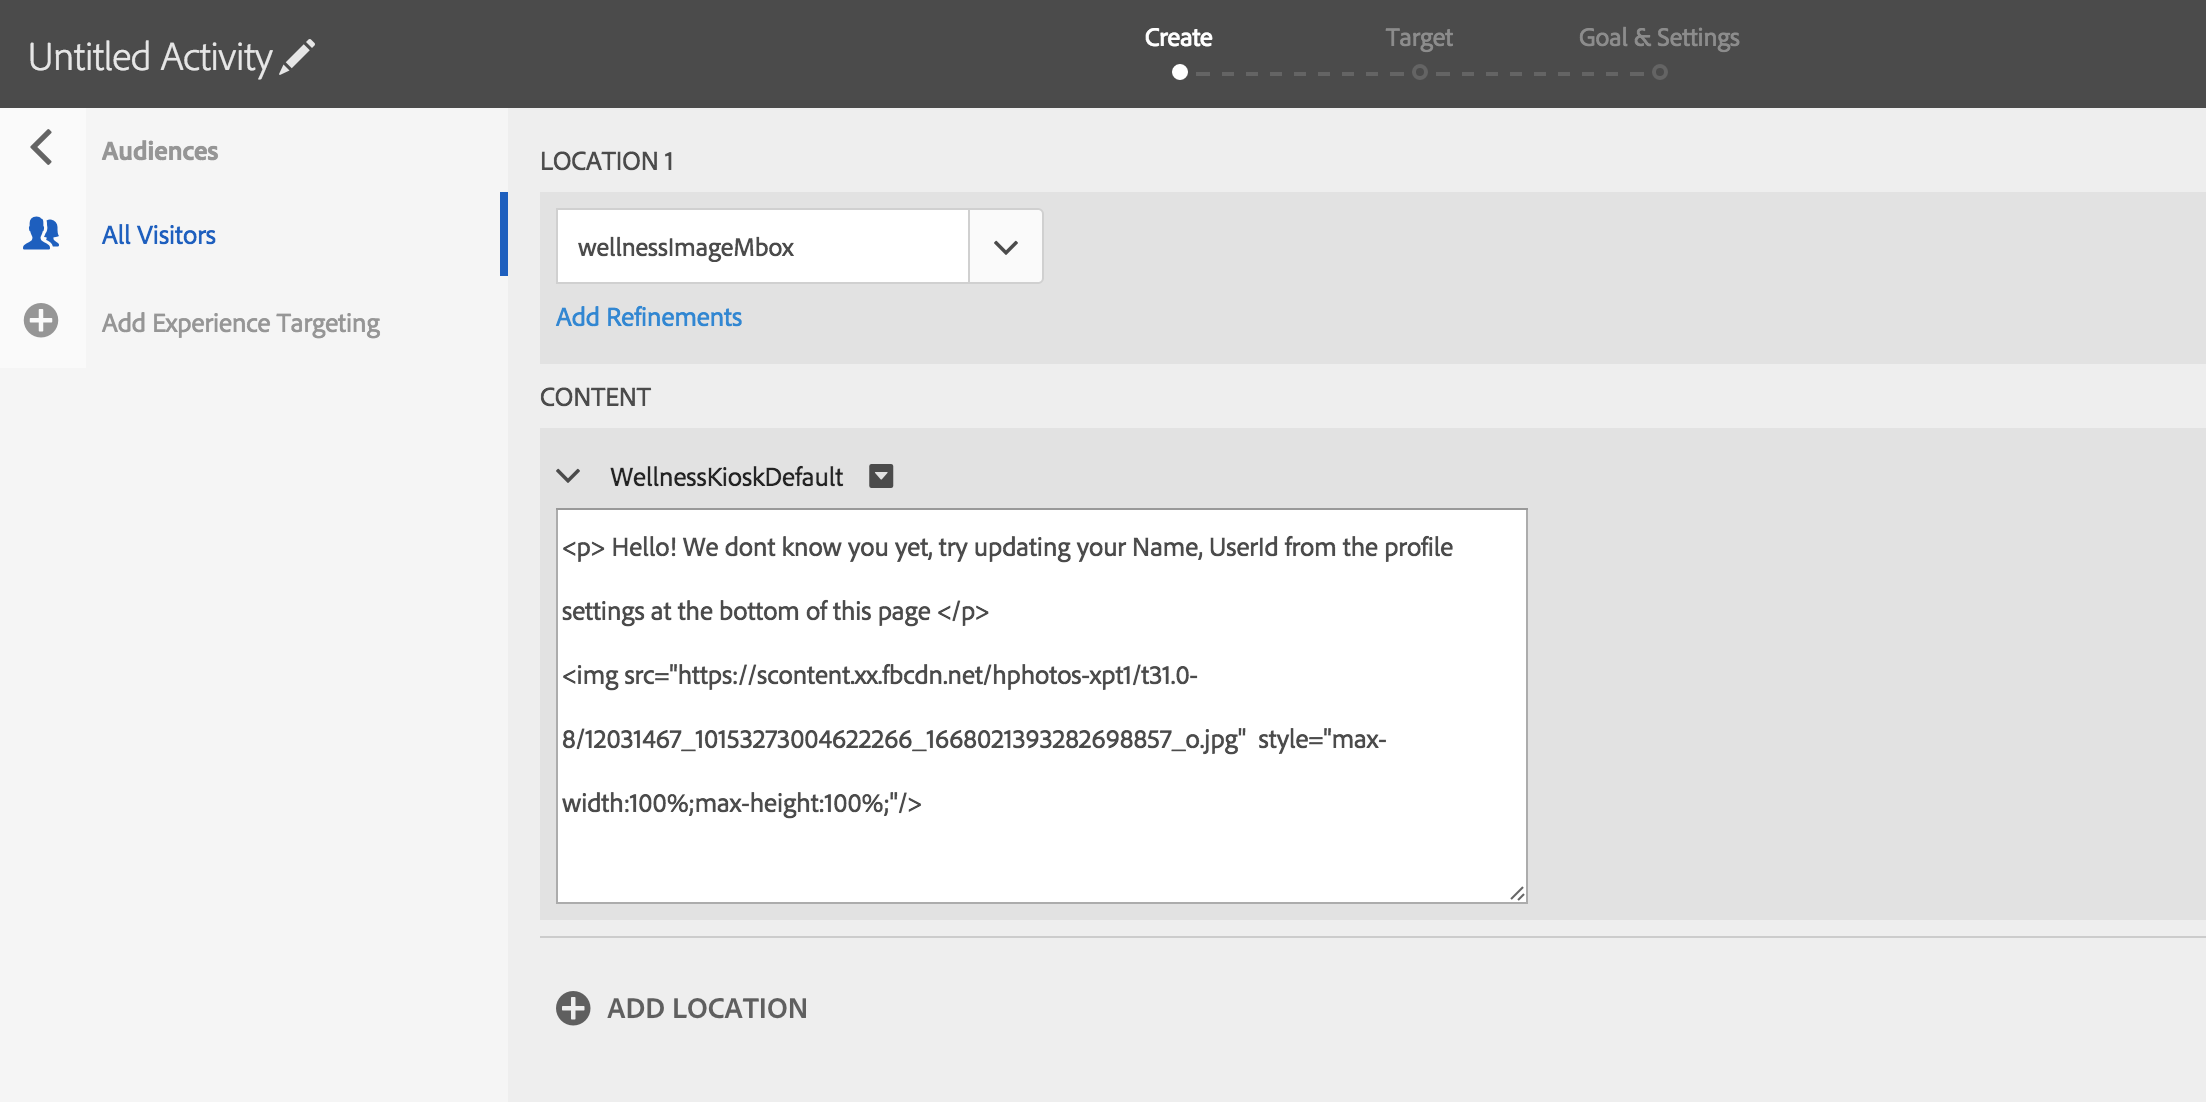 Untitled Activity
Create
Target
Goal & Settings
Audiences
All Visitors
Add Experience Targeting
LOCATION 1
wellnessImageMbox
Add Refinements
CONTENT
WellnessKioskDefault
<p> Hello! We dont know you yet, try updating your Name, UserId from the profile
settings at the bottom of this page </p>
<img src="https://scontent.xx.fbcdn.net/hphotos-xpt1/t31.0-
8/12031467_10153273004622266_1668021393282698857_o.jpg"  style="max-
width:100%;max-height:100%;"/>
ADD LOCATION